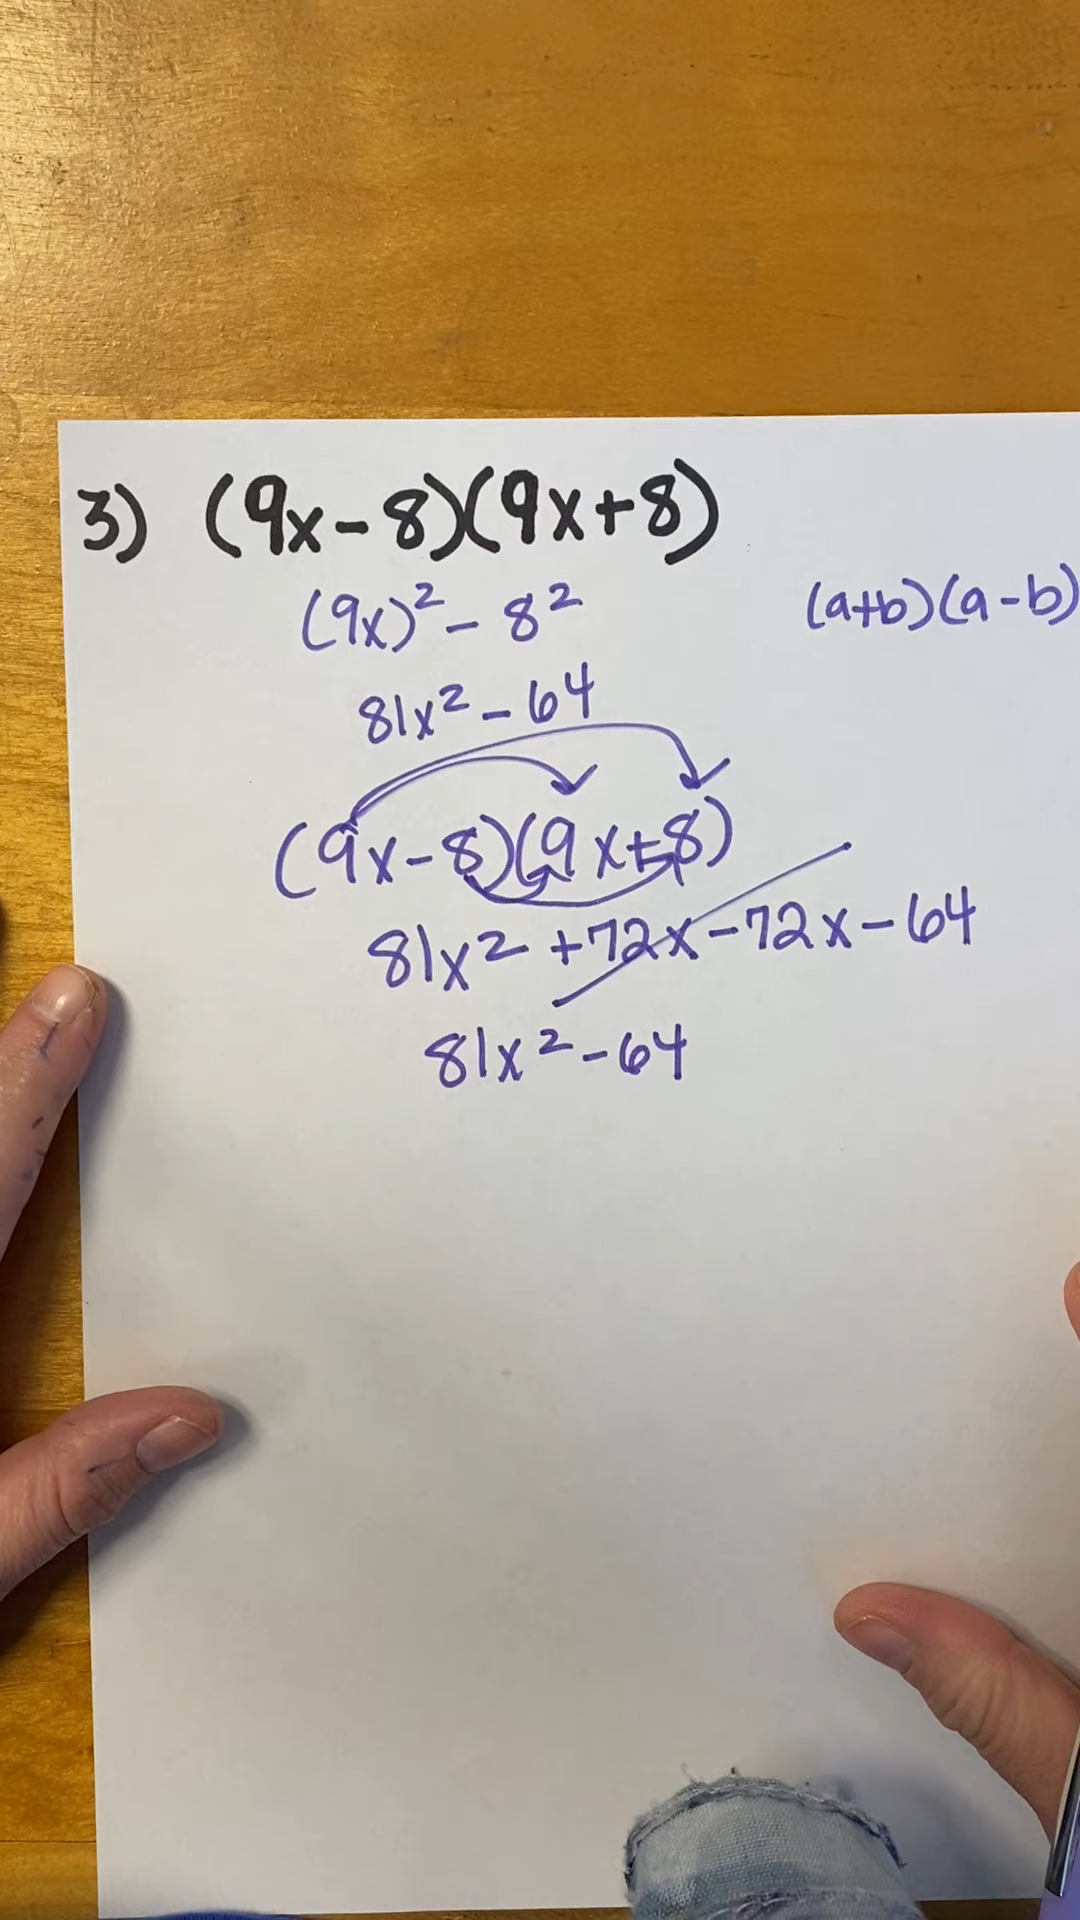 3) (9x-8)(9x+8)
(9x)² - 8²
(a+b)(a-b)
81x² - 64
(9x-8)(9x+8)
81x² +72x-72x-64
81x²-64